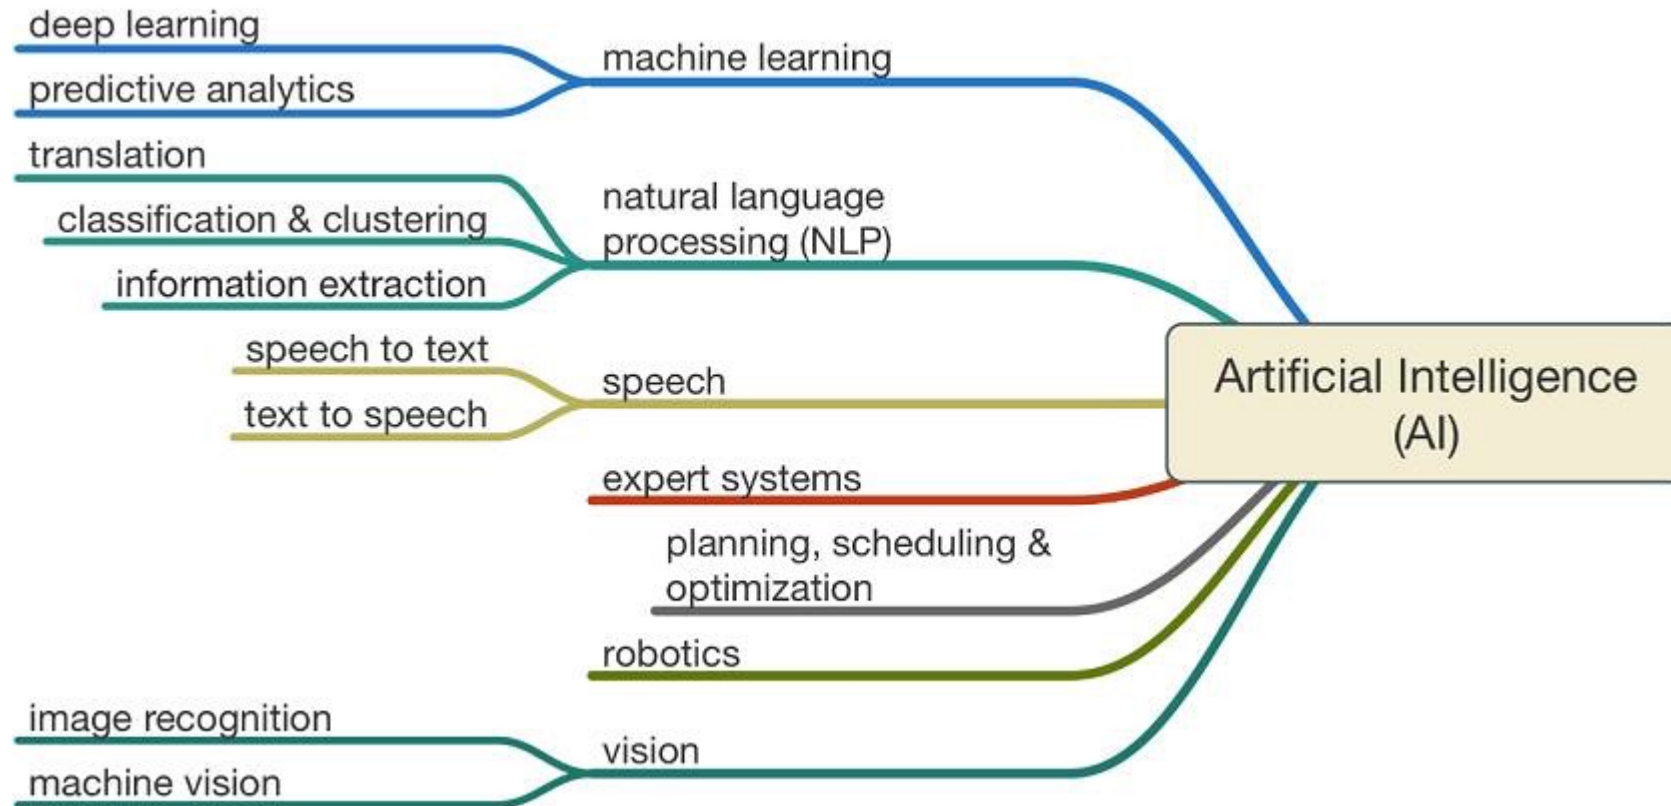 deep learning
predictive analytics
machine learning
translation
classification & clustering
information extraction
natural language
processing (NLP)
speech to text
text to speech
speech
expert systems
planning, scheduling &
optimization
robotics
image recognition
machine vision
vision
Artificial Intelligence
(AI)